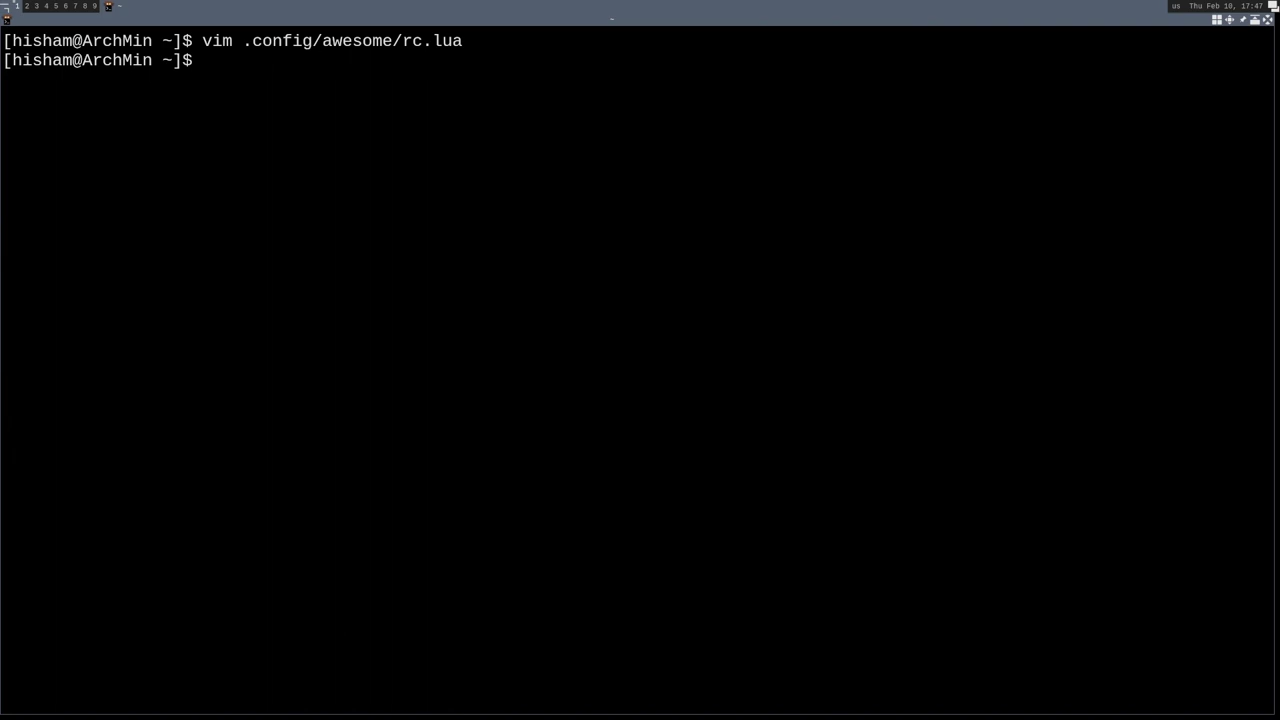 1 2 3 4 5 6 7 8 9 ~ us Thu Feb 10, 17:47
~
[hisham@ArchMin ~]$ vim .config/awesome/rc.lua
[hisham@ArchMin ~]$